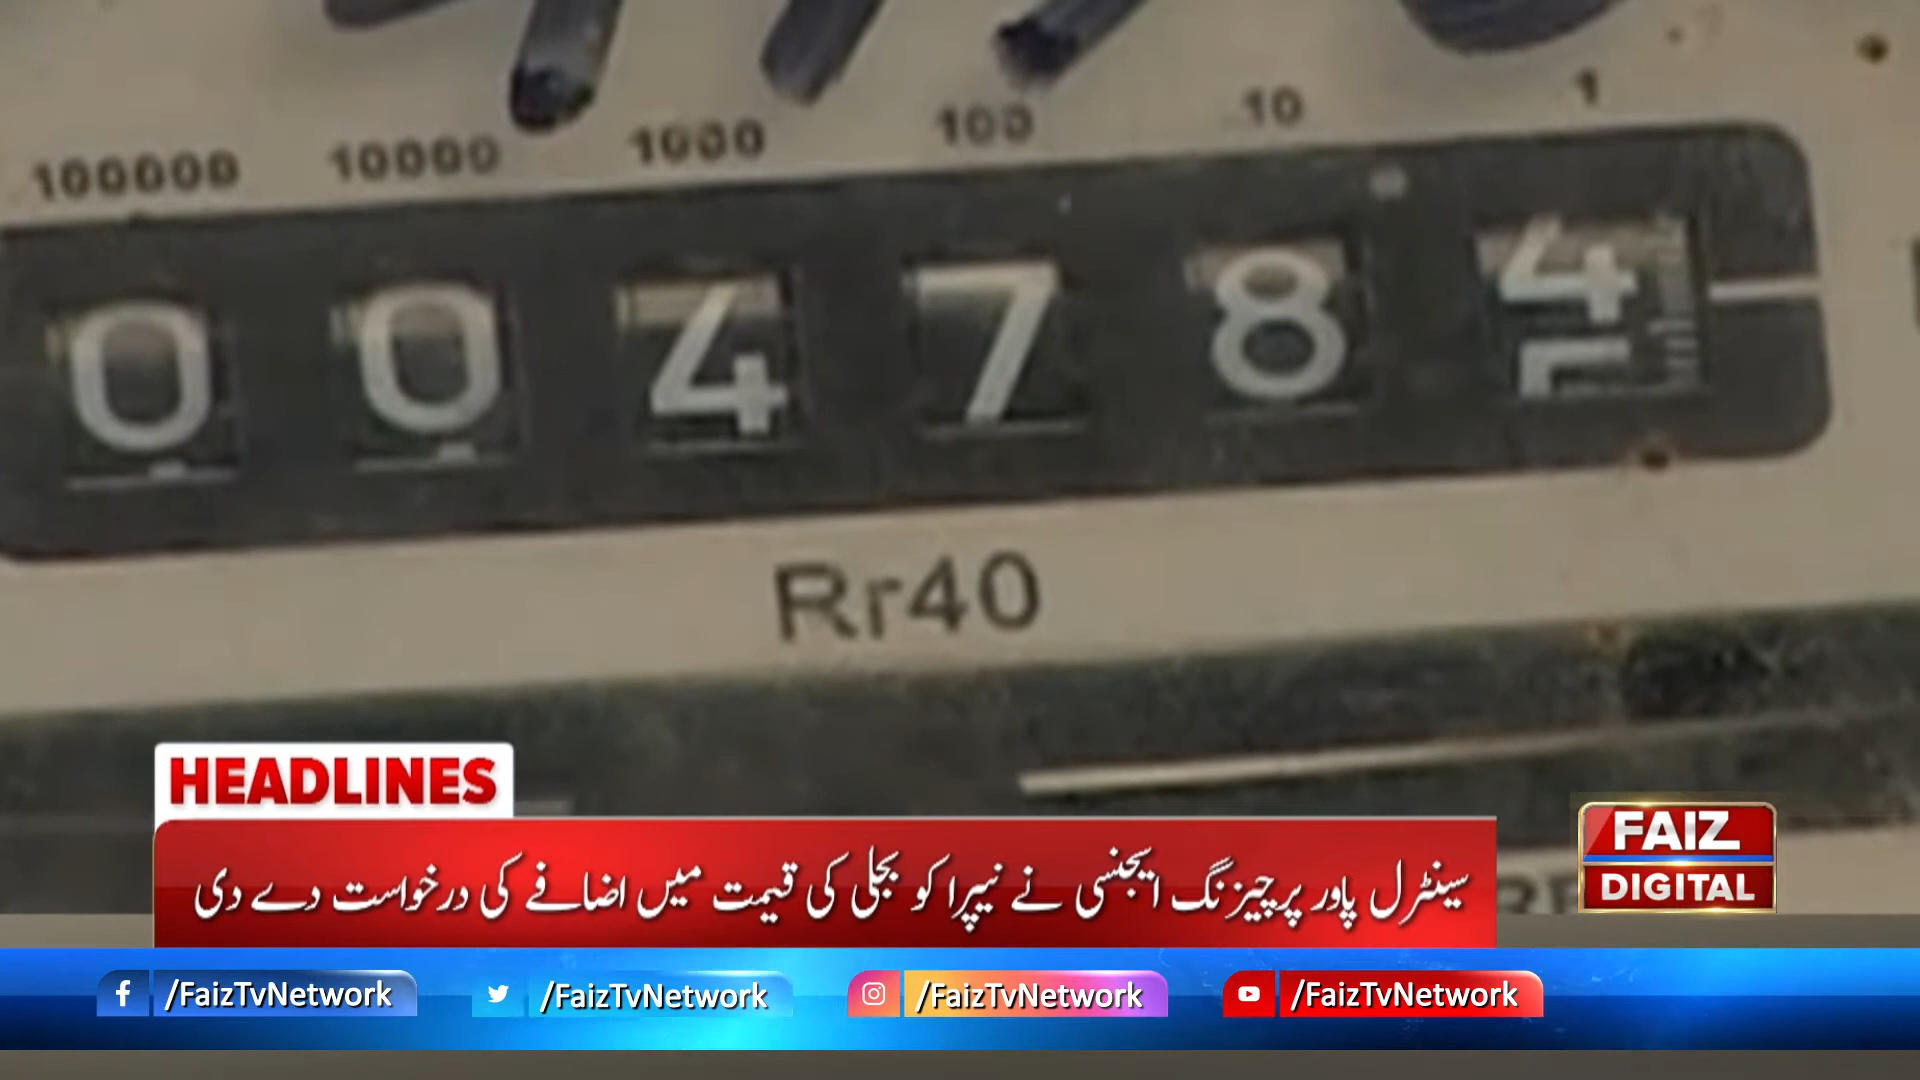 100000 10000 1000 100 10 1
0 0 4 7 8 4
Rr40
HEADLINES
سینٹرل پاور پرچیزنگ ایجنسی نے نیپرا کو بجلی کی قیمت میں اضافے کی درخواست دے دی
FAIZ
DIGITAL
/FaizTvNetwork /FaizTvNetwork /FaizTvNetwork /FaizTvNetwork